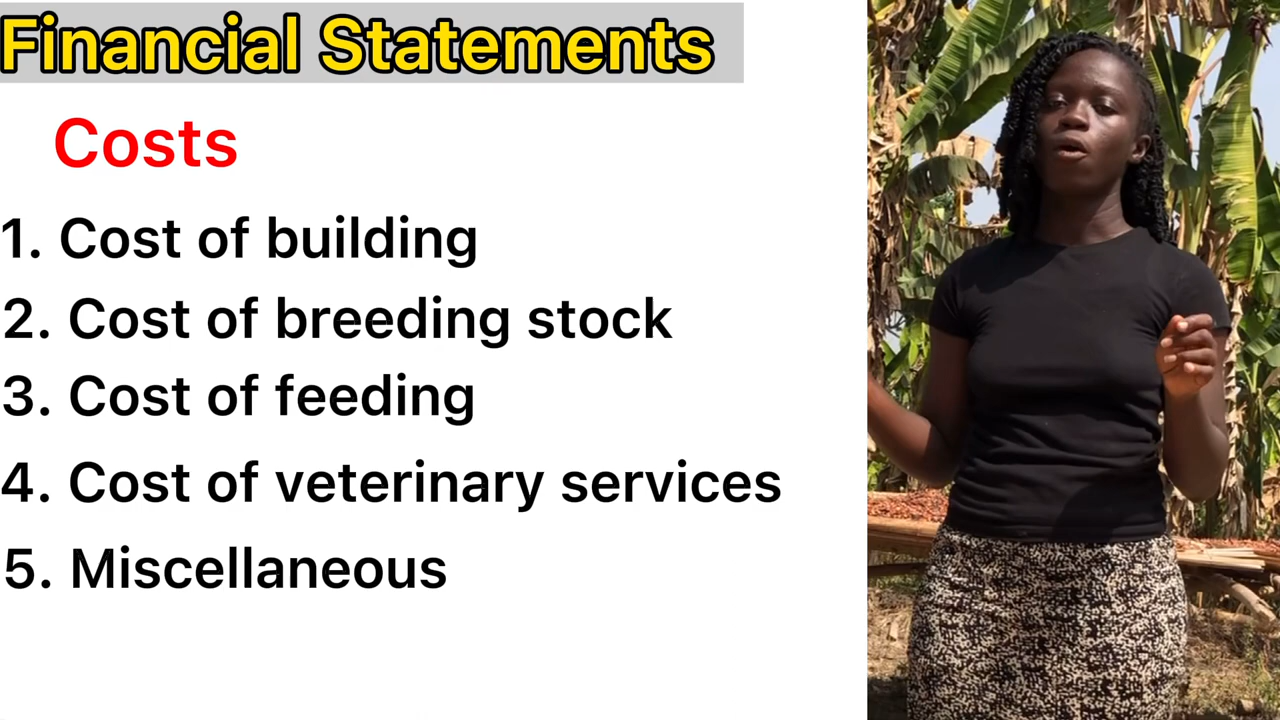 Financial Statements
Costs
1. Cost of building
2. Cost of breeding stock
3. Cost of feeding
4. Cost of veterinary services
5. Miscellaneous